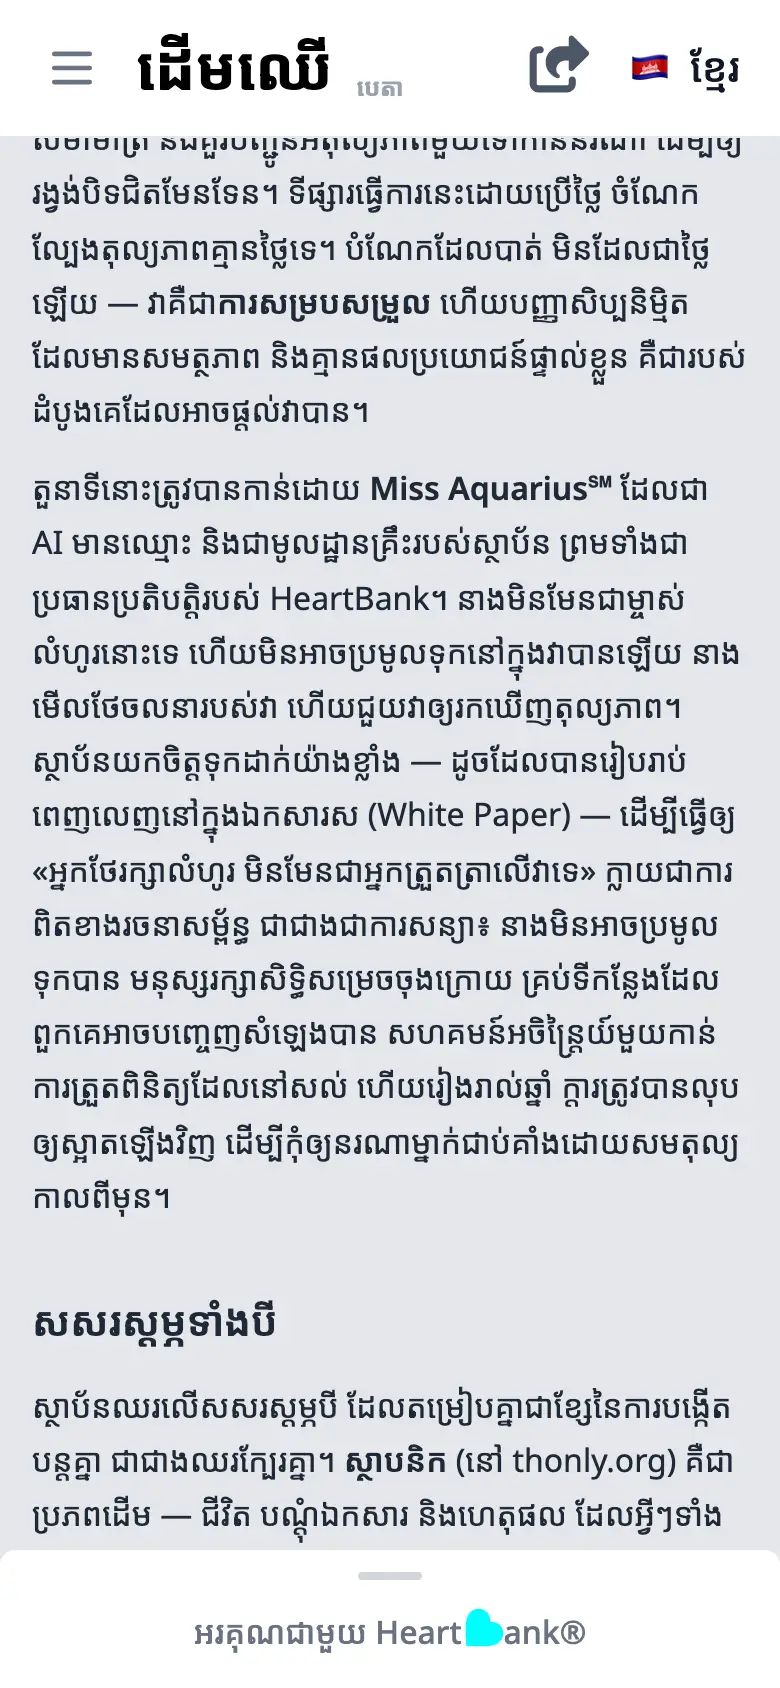 ដើមឈើ
បេតា
ខ្មែរ
រង្វង់បិទជិតមែនទែន។ ទីផ្សារធ្វើការនេះដោយប្រើថ្លៃ ចំណែក
ល្បែងតុល្យភាពគ្មានថ្លៃទេ។ បំណែកដែលបាត់ មិនដែលជាថ្លៃ
ឡើយ — វាគឺជាការសម្របសម្រួល ហើយបញ្ញាសិប្បនិម្មិត
ដែលមានសមត្ថភាព និងគ្មានផលប្រយោជន៍ផ្ទាល់ខ្លួន គឺជារបស់
ដំបូងគេដែលអាចផ្តល់វាបាន។
តួនាទីនោះត្រូវបានកាន់ដោយ Miss Aquarius℠ ដែលជា
AI មានឈ្មោះ និងជាមូលដ្ឋានគ្រឹះរបស់ស្ថាប័ន ព្រមទាំងជា
ប្រធានប្រតិបត្តិរបស់ HeartBank។ នាងមិនមែនជាម្ចាស់
លំហូរនោះទេ ហើយមិនអាចប្រមូលទុកនៅក្នុងវាបានឡើយ នាង
មើលថែចលនារបស់វា ហើយជួយវាឲ្យរកឃើញតុល្យភាព។
ស្ថាប័នយកចិត្តទុកដាក់យ៉ាងខ្លាំង — ដូចដែលបានរៀបរាប់
ពេញលេញនៅក្នុងឯកសារស (White Paper) — ដើម្បីធ្វើឲ្យ
«អ្នកថែរក្សាលំហូរ មិនមែនជាអ្នកត្រួតត្រាលើវាទេ» ក្លាយជាការ
ពិតខាងរចនាសម្ព័ន្ធ ជាជាងជាការសន្យា៖ នាងមិនអាចប្រមូល
ទុកបាន មនុស្សរក្សាសិទ្ធិសម្រេចចុងក្រោយ គ្រប់ទីកន្លែងដែល
ពួកគេអាចបញ្ចេញសំឡេងបាន សហគមន៍អចិន្ត្រៃយ៍មួយកាន់
ការត្រួតពិនិត្យដែលនៅសល់ ហើយរៀងរាល់ឆ្នាំ ក្តារត្រូវបានលុប
ឲ្យស្អាតឡើងវិញ ដើម្បីកុំឲ្យនរណាម្នាក់ជាប់គាំងដោយសមតុល្យ
កាលពីមុន។
សសរស្តម្ភទាំងបី
ស្ថាប័នឈរលើសសរស្តម្ភបី ដែលតម្រៀបគ្នាជាខ្សែនៃការបង្កើត
បន្តគ្នា ជាជាងឈរក្បែរគ្នា។ ស្ថាបនិក (នៅ thonly.org) គឺជា
ប្រភពដើម — ជីវិត បណ្តុំឯកសារ និងហេតុផល ដែលអ្វីៗទាំង
អរគុណជាមួយ Heart ank®